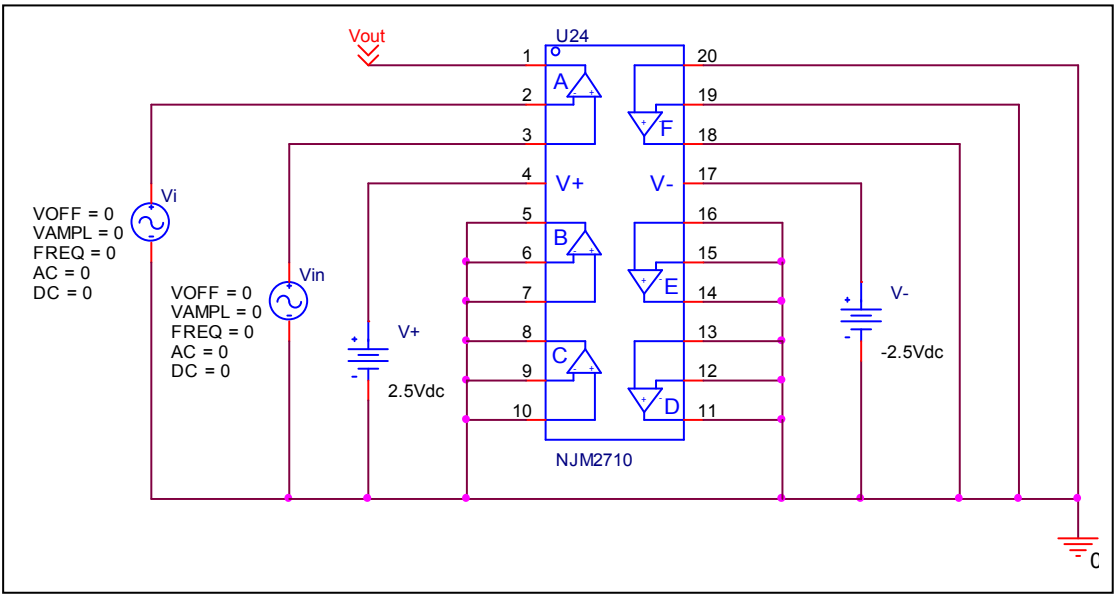 Vout
U24
1
2
3
4
5
6
7
8
9
10
20
19
18
17
16
15
14
13
12
11
A
F
V+
V-
B
E
C
D
NJM2710
Vi
VOFF = 0
VAMPL = 0
FREQ = 0
AC = 0
DC = 0
Vin
VOFF = 0
VAMPL = 0
FREQ = 0
AC = 0
DC = 0
V+
2.5Vdc
V-
-2.5Vdc